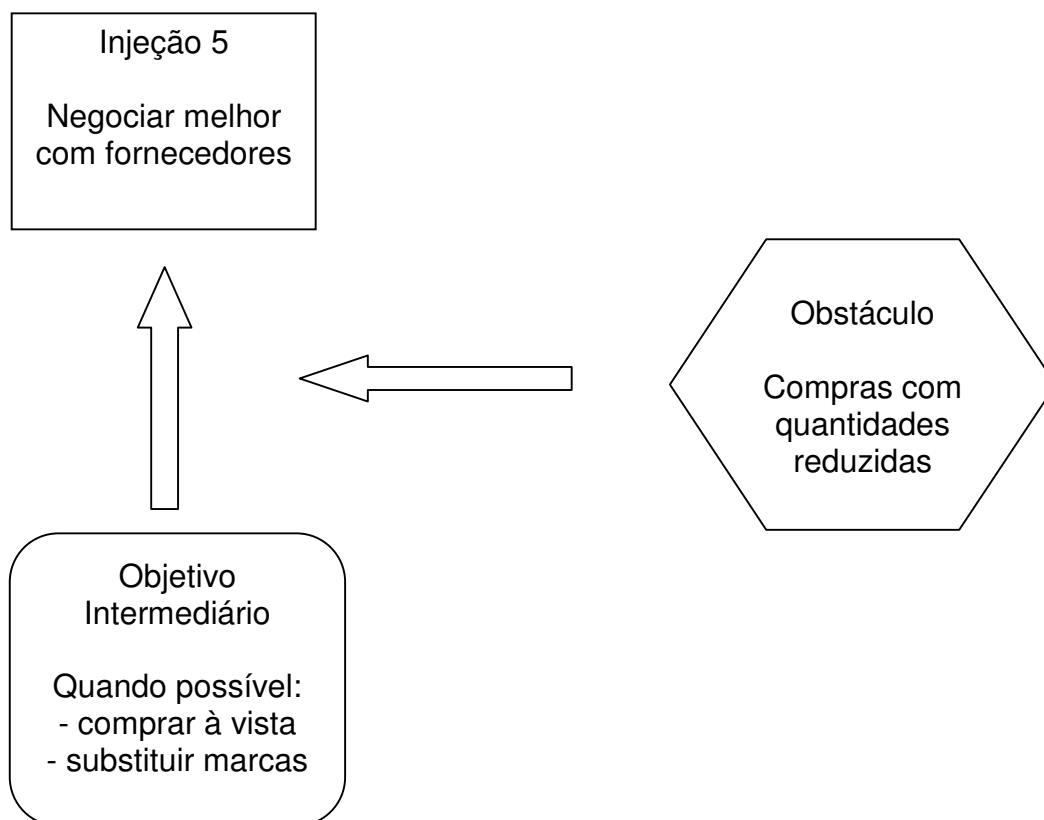 Injeção 5
Negociar melhor
com fornecedores
Obstáculo
Compras com
quantidades
reduzidas
Objetivo
Intermediário
Quando possível:
- comprar à vista
- substituir marcas